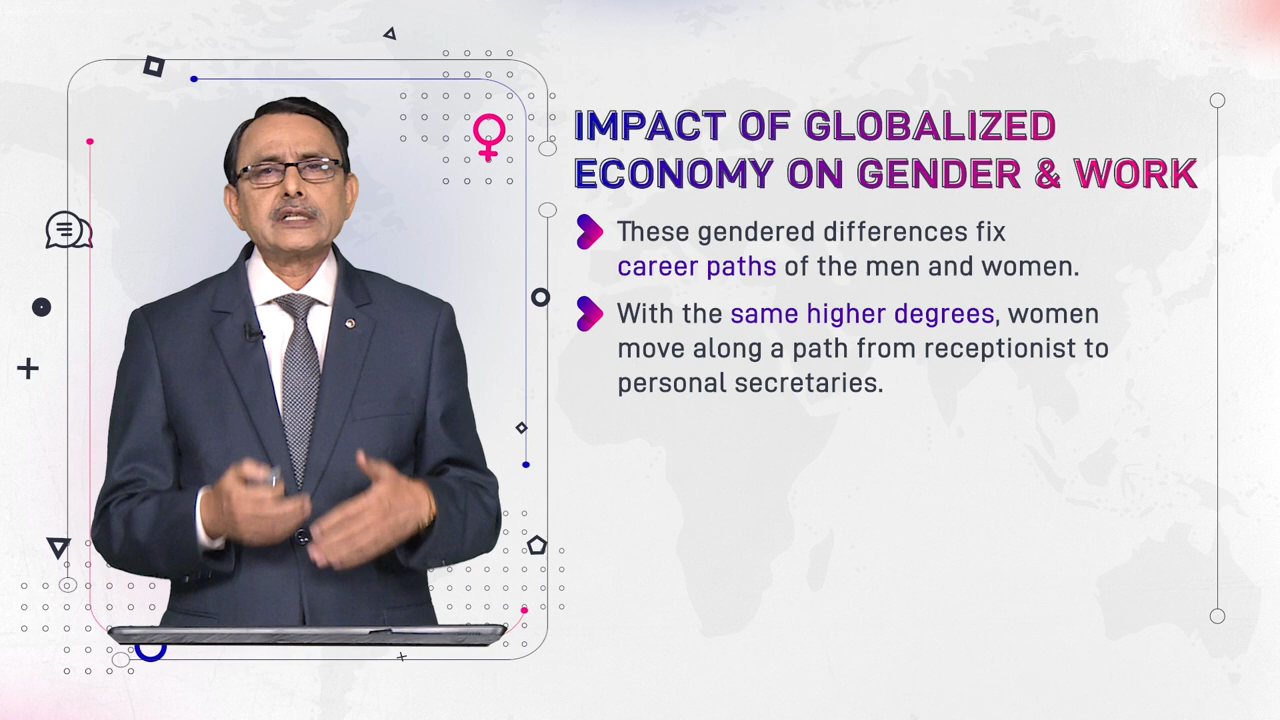 IMPACT OF GLOBALIZED
ECONOMY ON GENDER & WORK
These gendered differences fix
career paths of the men and women.
With the same higher degrees, women
move along a path from receptionist to
personal secretaries.